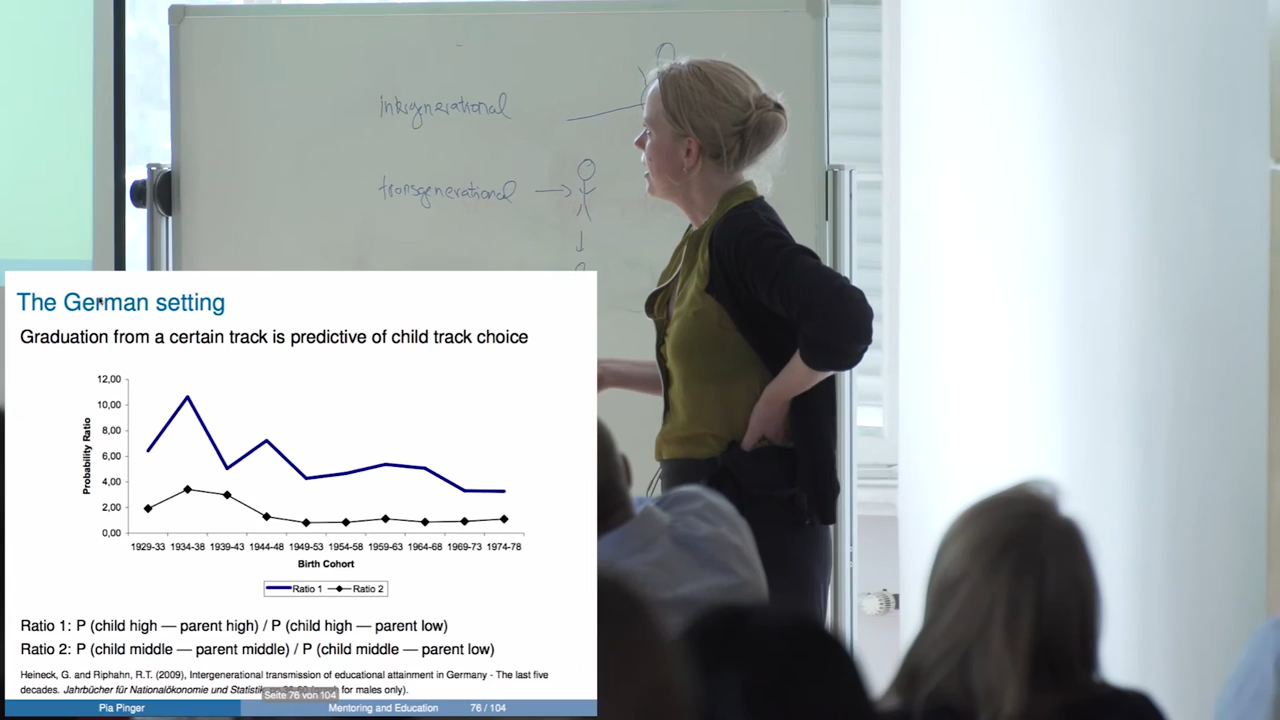 intergenerational
transgenerational
The German setting
Graduation from a certain track is predictive of child track choice
12,00
10,00
8,00
6,00
4,00
2,00
0,00
Probability Ratio
1929-33 1934-38 1939-43 1944-48 1949-53 1954-58 1959-63 1964-68 1969-73 1974-78
Birth Cohort
Ratio 1 Ratio 2
Ratio 1: P (child high — parent high) / P (child high — parent low)
Ratio 2: P (child middle — parent middle) / P (child middle — parent low)
Heineck, G. and Riphahn, R.T. (2009), Intergenerational transmission of educational attainment in Germany - The last five
decades. Jahrbücher für Nationalökonomie und Statistik for males only).
Seite 76 von 104
Pia Pinger Mentoring and Education 76 / 104